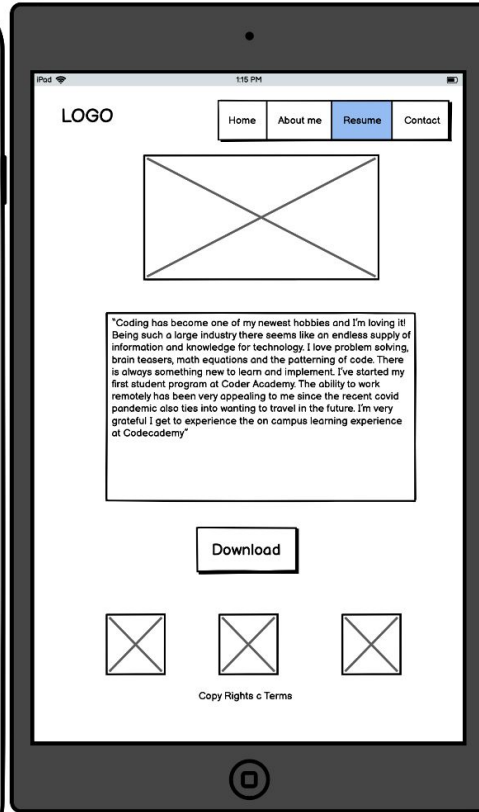 iPad 1:15 PM
LOGO
Home About me Resume Contact
"Coding has become one of my newest hobbies and I'm loving it!
Being such a large industry there seems like an endless supply of
information and knowledge for technology. I love problem solving,
brain teasers, math equations and the patterning of code. There
is always something new to learn and implement. I've started my
first student program at Coder Academy. The ability to work
remotely has been very appealing to me since the recent covid
pandemic also ties into wanting to travel in the future. I'm very
grateful I get to experience the on campus learning experience
at Codecademy"
Download
Copy Rights c Terms